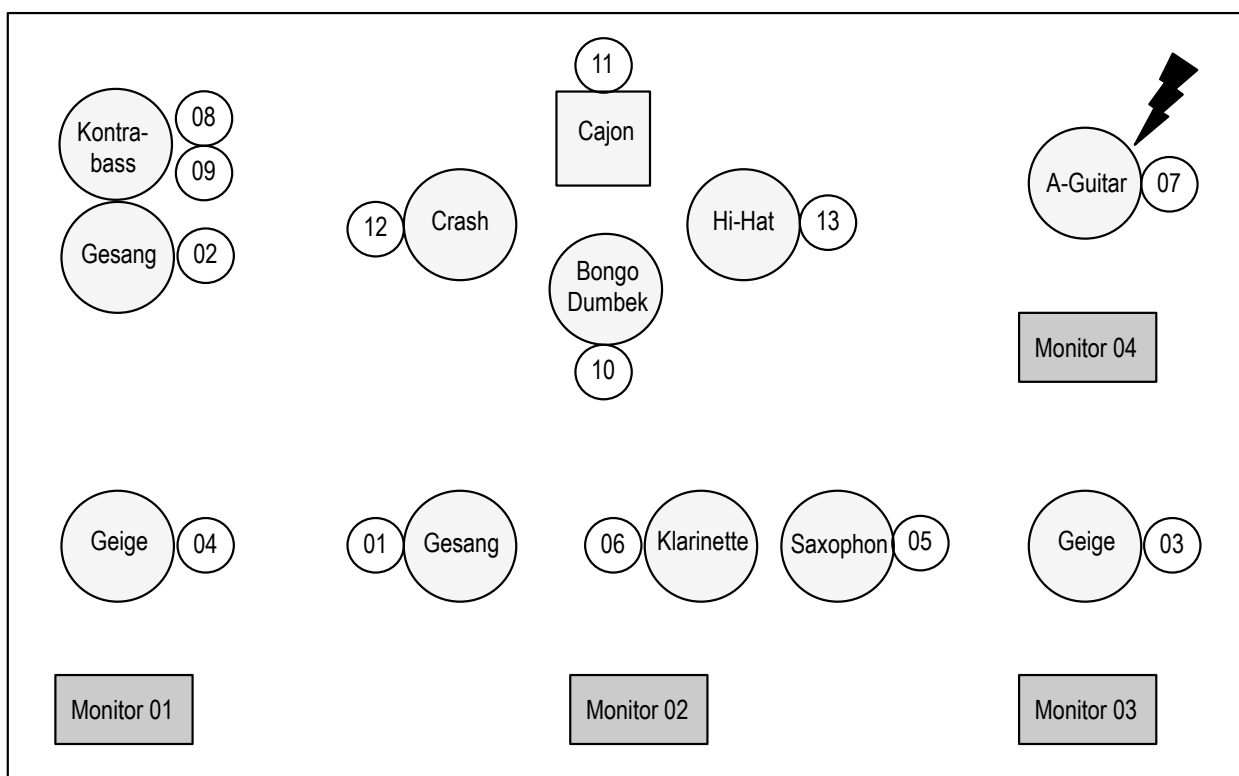 11
Kontra-
bass
08
09
Cajon
A-Guitar
07
12
Crash
Hi-Hat
13
Gesang
02
Bongo
Dumbek
10
Monitor 04
Geige
04
01
Gesang
06
Klarinette
Saxophon
05
Geige
03
Monitor 01
Monitor 02
Monitor 03